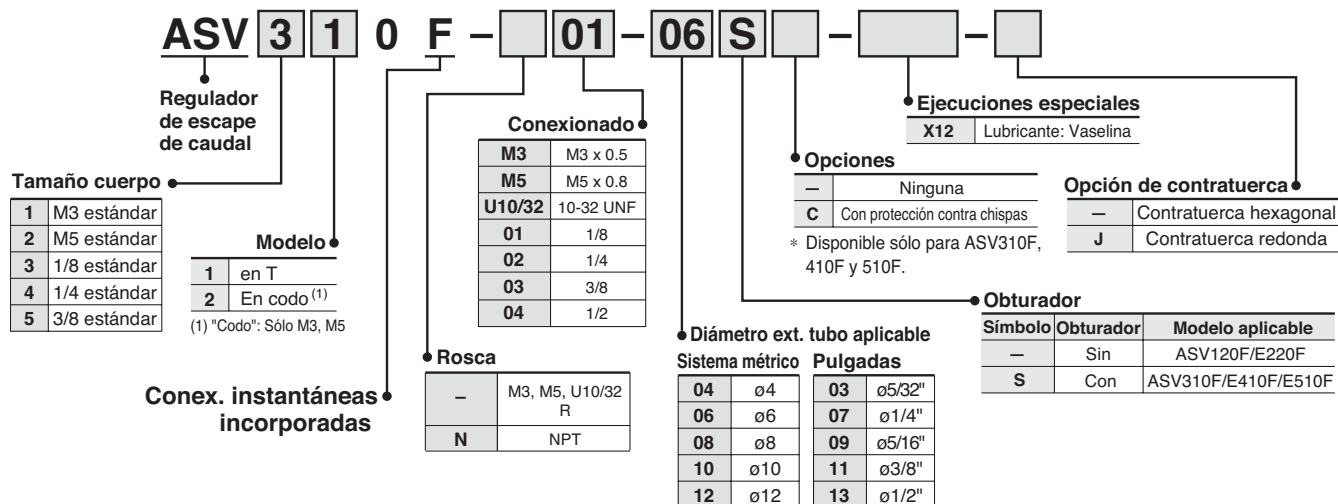 ASV 3 1 0 F – 01 – 06 S – –
Regulador
de escape
de caudal
Tamaño cuerpo
1 M3 estándar
2 M5 estándar
3 1/8 estándar
4 1/4 estándar
5 3/8 estándar
Modelo
1 en T
2 En codo (1)
(1) "Codo": Sólo M3, M5
Conex. instantáneas
incorporadas
Rosca
– M3, M5, U10/32
R
N NPT
Conexionado
M3 M3 x 0.5
M5 M5 x 0.8
U10/32 10-32 UNF
01 1/8
02 1/4
03 3/8
04 1/2
Diámetro ext. tubo aplicable
Sistema métrico Pulgadas
04 ø4 03 ø5/32"
06 ø6 07 ø1/4"
08 ø8 09 ø5/16"
10 ø10 11 ø3/8"
12 ø12 13 ø1/2"
Obturador
Símbolo Obturador Modelo aplicable
— Sin ASV120F/E220F
S Con ASV310F/E410F/E510F
Opciones
— Ninguna
C Con protección contra chispas
* Disponible sólo para ASV310F,
410F y 510F.
Ejecuciones especiales
X12 Lubricante: Vaselina
Opción de contratuerca
— Contratuerca hexagonal
J Contratuerca redonda